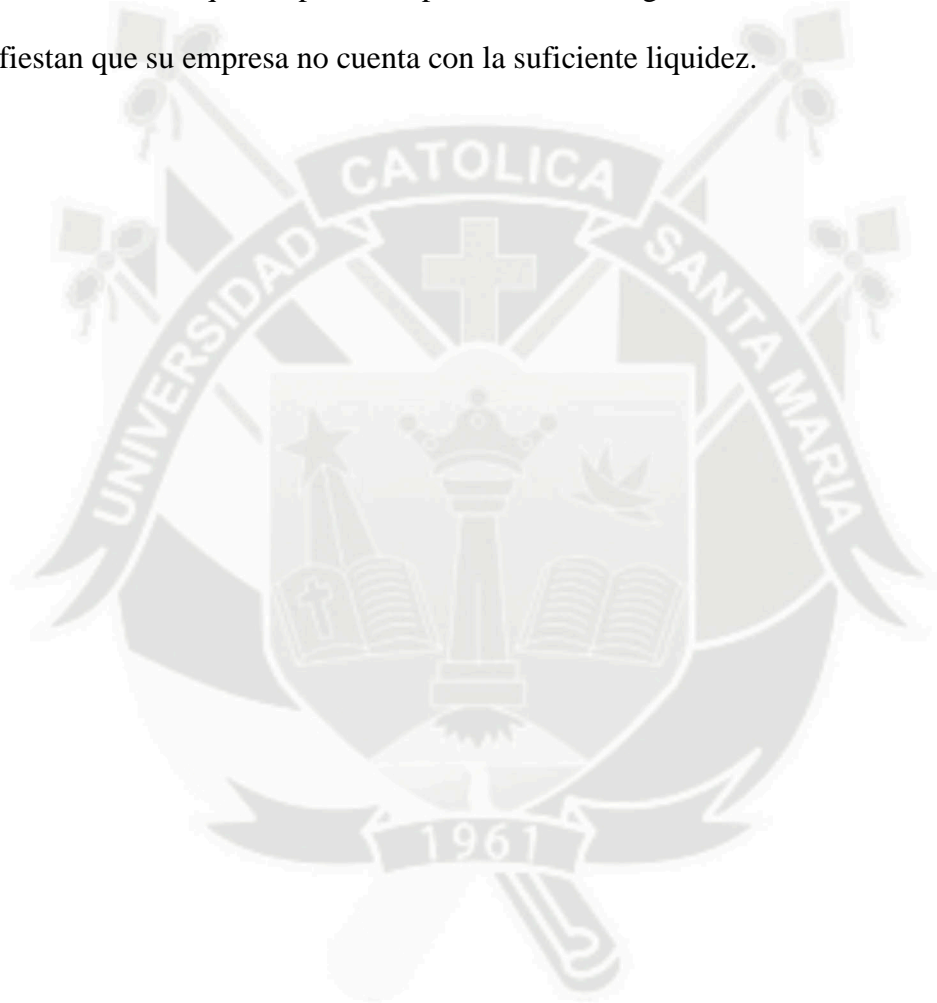 fiestan que su empresa no cuenta con la suficiente liquidez.
UNIVERSIDAD CATOLICA SANTA MARIA
1961